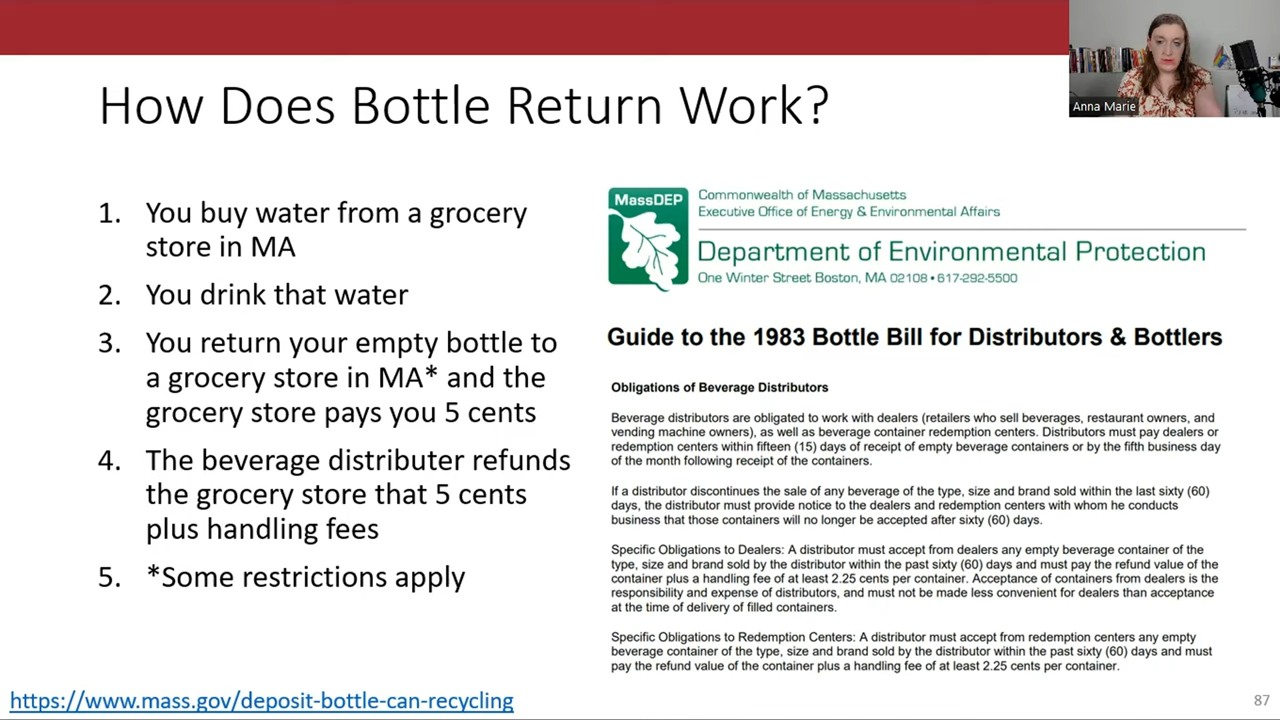 How Does Bottle Return Work?
Anna Marie
1. You buy water from a grocery
store in MA
2. You drink that water
3. You return your empty bottle to
a grocery store in MA* and the
grocery store pays you 5 cents
4. The beverage distributer refunds
the grocery store that 5 cents
plus handling fees
5. *Some restrictions apply
MassDEP
Commonwealth of Massachusetts
Executive Office of Energy & Environmental Affairs
Department of Environmental Protection
One Winter Street Boston, MA 02108 • 617-292-5500
Guide to the 1983 Bottle Bill for Distributors & Bottlers
Obligations of Beverage Distributors
Beverage distributors are obligated to work with dealers (retailers who sell beverages, restaurant owners, and
vending machine owners), as well as beverage container redemption centers. Distributors must pay dealers or
redemption centers within fifteen (15) days of receipt of empty beverage containers or by the fifth business day
of the month following receipt of the containers.
If a distributor discontinues the sale of any beverage of the type, size and brand sold within the last sixty (60)
days, the distributor must provide notice to the dealers and redemption centers with whom he conducts
business that those containers will no longer be accepted after sixty (60) days.
Specific Obligations to Dealers: A distributor must accept from dealers any empty beverage container of the
type, size and brand sold by the distributor within the past sixty (60) days and must pay the refund value of the
container plus a handling fee of at least 2.25 cents per container. Acceptance of containers from dealers is the
responsibility and expense of distributors, and must not be made less convenient for dealers than acceptance
at the time of delivery of filled containers.
Specific Obligations to Redemption Centers: A distributor must accept from redemption centers any empty
beverage container of the type, size and brand sold by the distributor within the past sixty (60) days and must
pay the refund value of the container plus a handling fee of at least 2.25 cents per container.
https://www.mass.gov/deposit-bottle-can-recycling
87